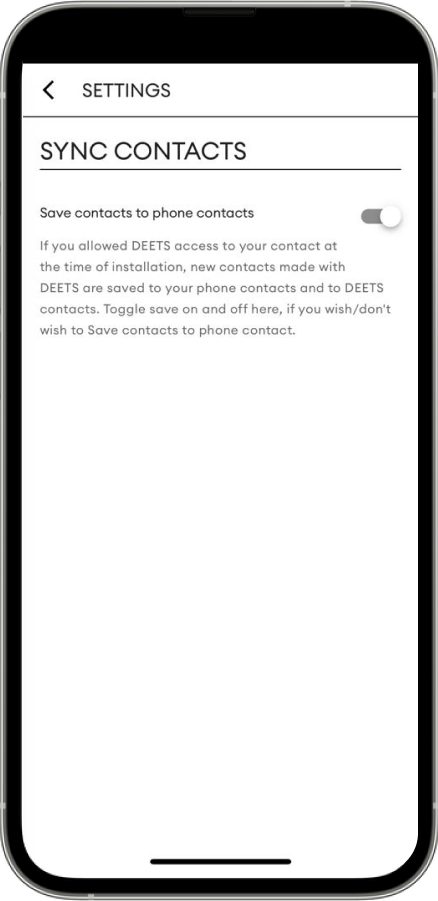 SETTINGS
SYNC CONTACTS
Save contacts to phone contacts
If you allowed DEETS access to your contact at
the time of installation, new contacts made with
DEETS are saved to your phone contacts and to DEETS
contacts. Toggle save on and off here, if you wish/don't
wish to Save contacts to phone contact.